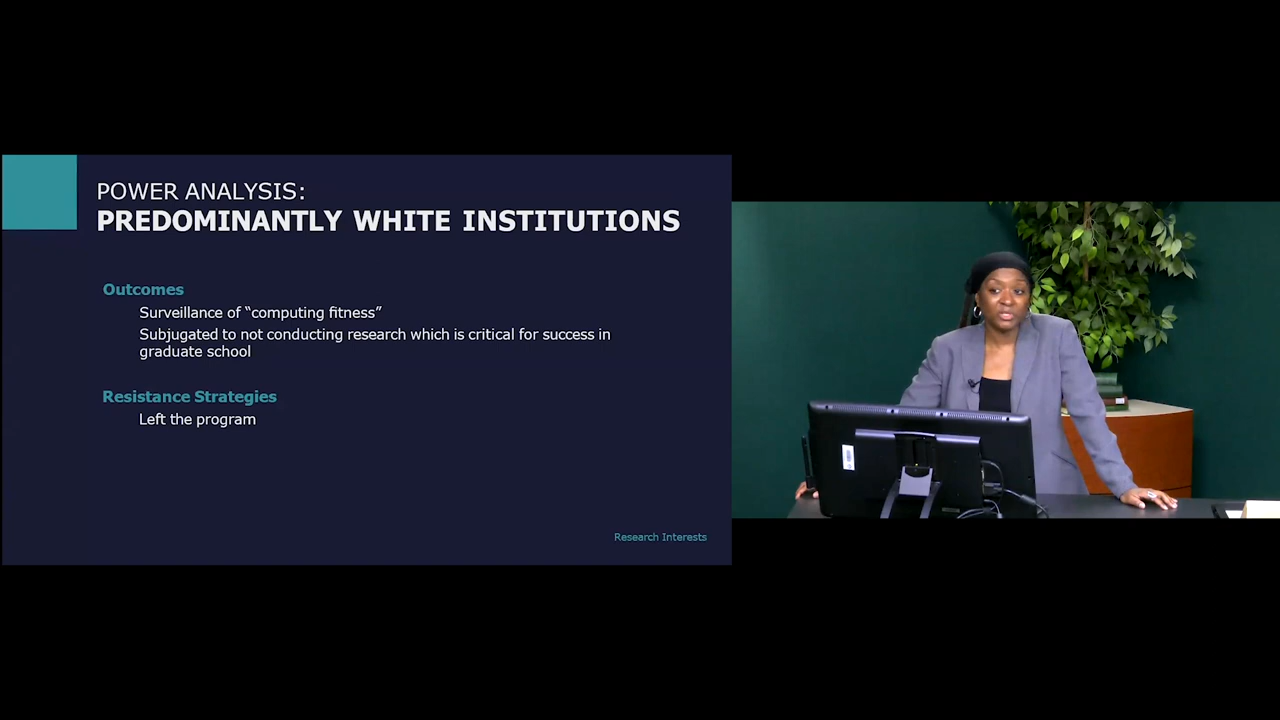 POWER ANALYSIS:
PREDOMINANTLY WHITE INSTITUTIONS
Outcomes
Surveillance of “computing fitness”
Subjugated to not conducting research which is critical for success in
graduate school
Resistance Strategies
Left the program
Research Interests